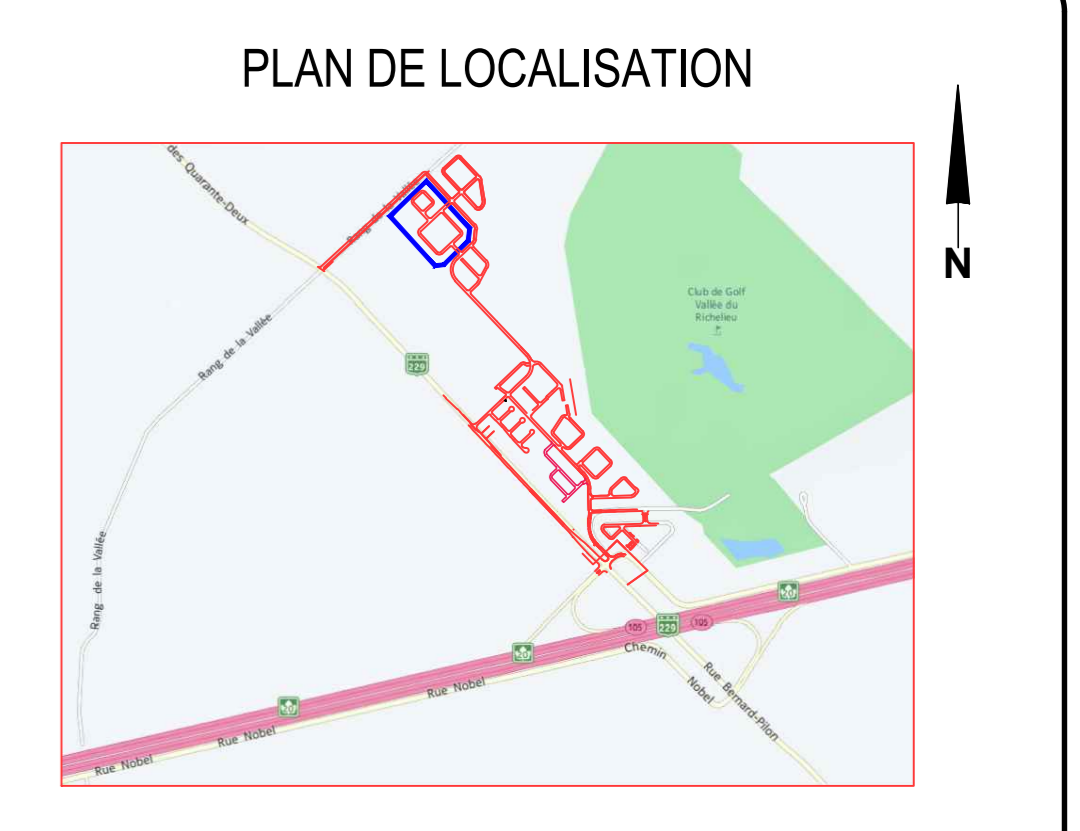 PLAN DE LOCALISATION
N
des Quarante-Deux
Rang de la Vallée
Club de Golf
Vallée du
Richelieu
229
Rang de la Vallée
Rang de la Vallée
20
105
229
105
20
Chemin
Nobel
Rue Bernard-Pilon
Rue Nobel
20
Rue Nobel
Rue Nobel